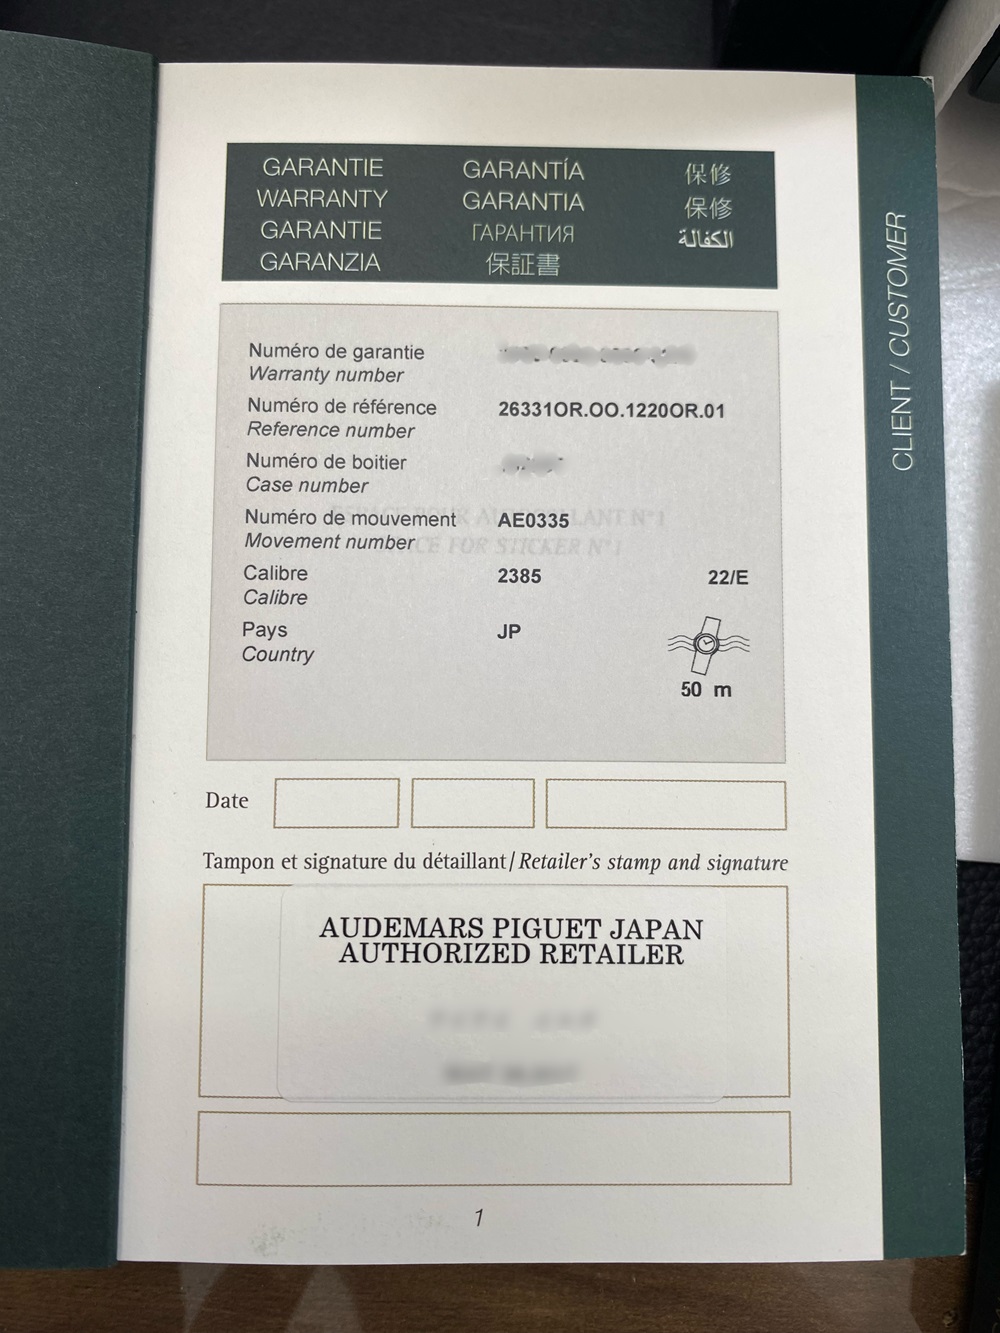 GARANTIE GARANTÍA 保修
WARRANTY GARANTIA 保修
GARANTIE ГАРАНТИЯ الكفالة
GARANZIA 保証書
CLIENT / CUSTOMER
Numéro de garantie
Warranty number
Numéro de référence 26331OR.OO.1220OR.01
Reference number
Numéro de boitier
Case number
Numéro de mouvement AE0335
Movement number
FOR STICKER N°1
Calibre 2385 22/E
Calibre
Pays JP
Country
50 m
Date
Tampon et signature du détaillant / Retailer's stamp and signature
AUDEMARS PIGUET JAPAN
AUTHORIZED RETAILER
1